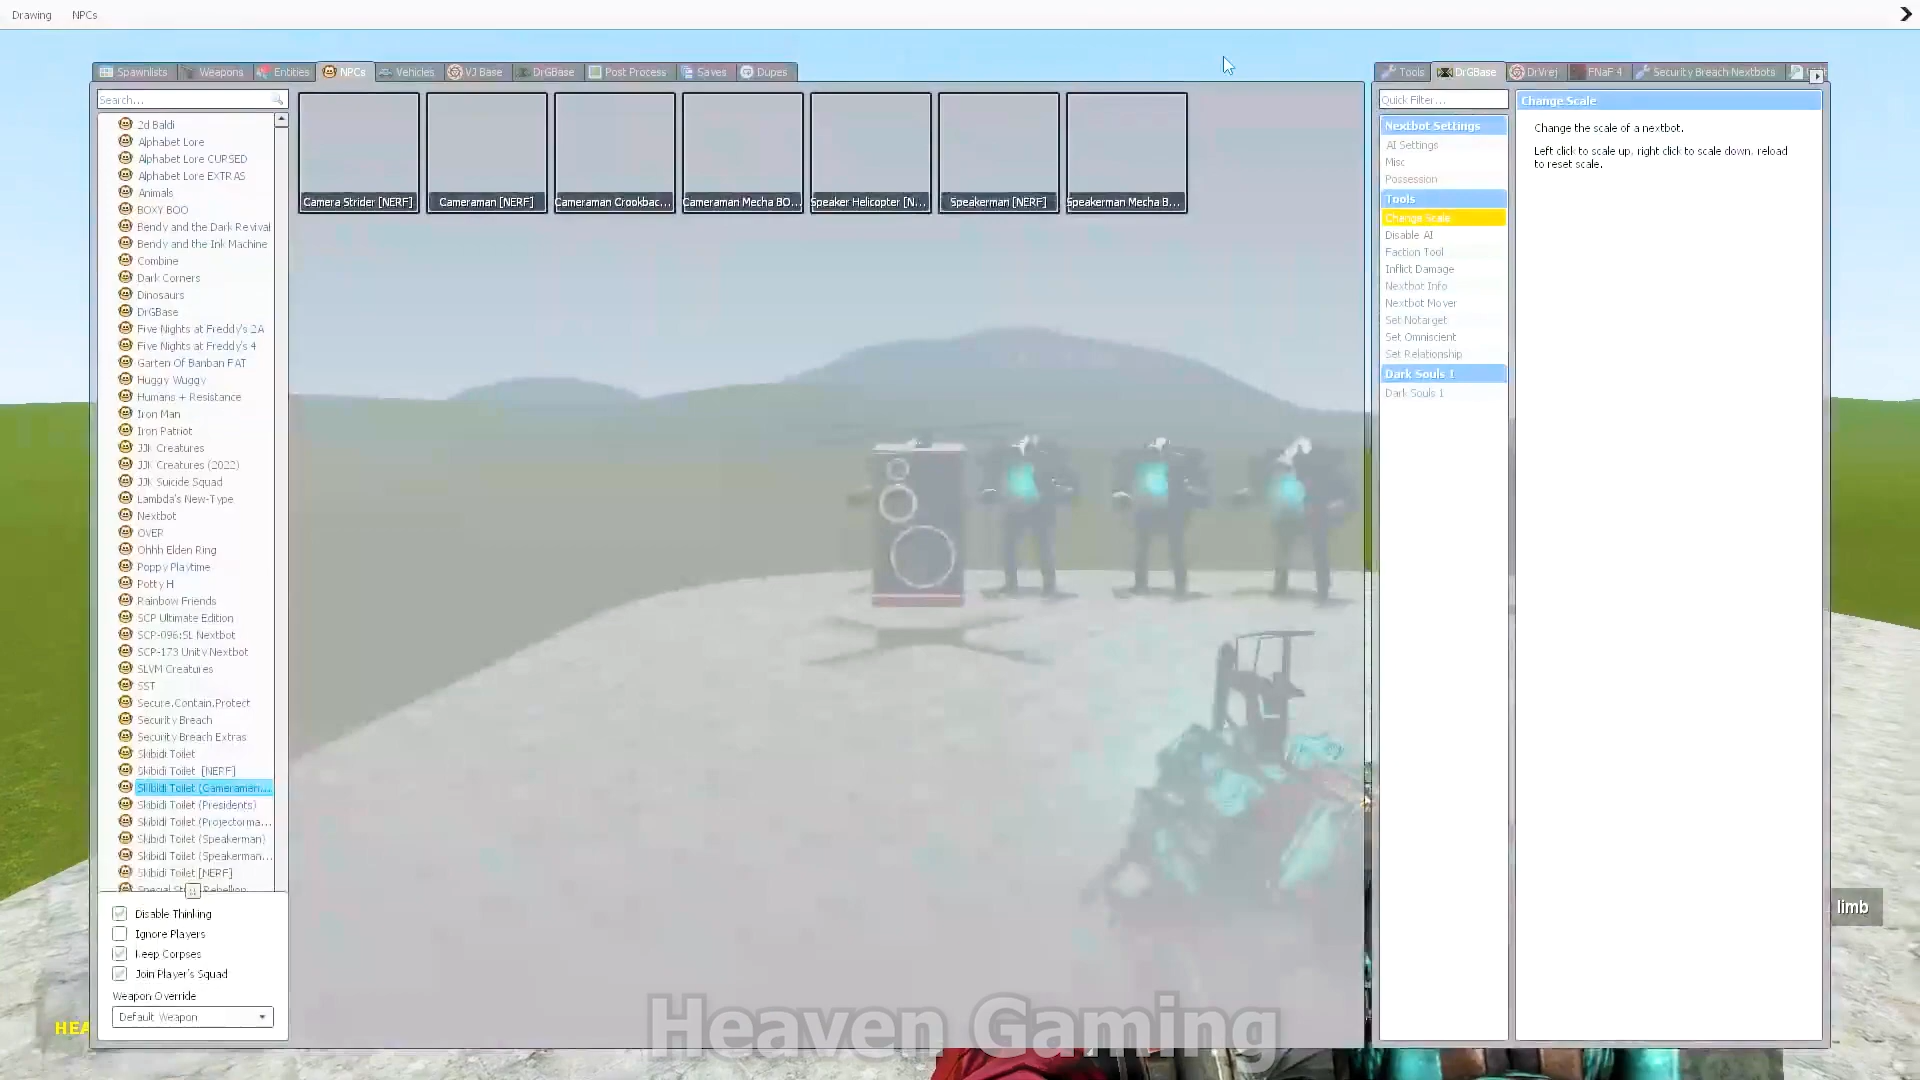 Drawing NPCs
Spawnlists Weapons Entities NPCs Vehicles VJ Base DrGBase Post Process Saves Dupes
Tools DrGBase DrVrej FNaF 4 Security Breach Nextbots
Search...
2d Baldi
Alphabet Lore
Alphabet Lore CURSED
Alphabet Lore EXTRAS
Animals
BOXY BOO
Bendy and the Dark Revival
Bendy and the Ink Machine
Combine
Dark Corners
Dinosaurs
DrGBase
Five Nights at Freddy's 2A
Five Nights at Freddy's 4
Garten Of Banban FAT
Huggy Wuggy
Humans + Resistance
Iron Man
Iron Patriot
JJK Creatures
JJK Creatures (2022)
JJK Suicide Squad
Lambda's New-Type
Nextbot
OVER
Ohhh Elden Ring
Poppy Playtime
Potty H
Rainbow Friends
SCP Ultimate Edition
SCP-096:SL Nextbot
SCP-173 Unity Nextbot
SLVM Creatures
SST
Secure.Contain.Protect
Security Breach
Security Breach Extras
Skibidi Toilet
Skibidi Toilet [NERF]
Skibidi Toilet (Cameraman...
Skibidi Toilet (Presidents)
Skibidi Toilet (Projectorma...
Skibidi Toilet (Speakerman)
Skibidi Toilet (Speakerman...
Skibidi Toilet [NERF]
Disable Thinking
Ignore Players
Keep Corpses
Join Player's Squad
Weapon Override
Default Weapon
Camera Strider [NERF]
Cameraman [NERF]
Cameraman Crookbac...
Cameraman Mecha BO...
Speaker Helicopter [N...
Speakerman [NERF]
Speakerman Mecha B...
Quick Filter...
Nextbot Settings
AI Settings
Misc
Possession
Tools
Change Scale
Disable AI
Faction Tool
Inflict Damage
Nextbot Info
Nextbot Mover
Set Notarget
Set Omniscient
Set Relationship
Dark Souls 1
Dark Souls 1
Change Scale
Change the scale of a nextbot.
Left click to scale up, right click to scale down, reload
to reset scale.
limb
HEA
Heaven Gaming